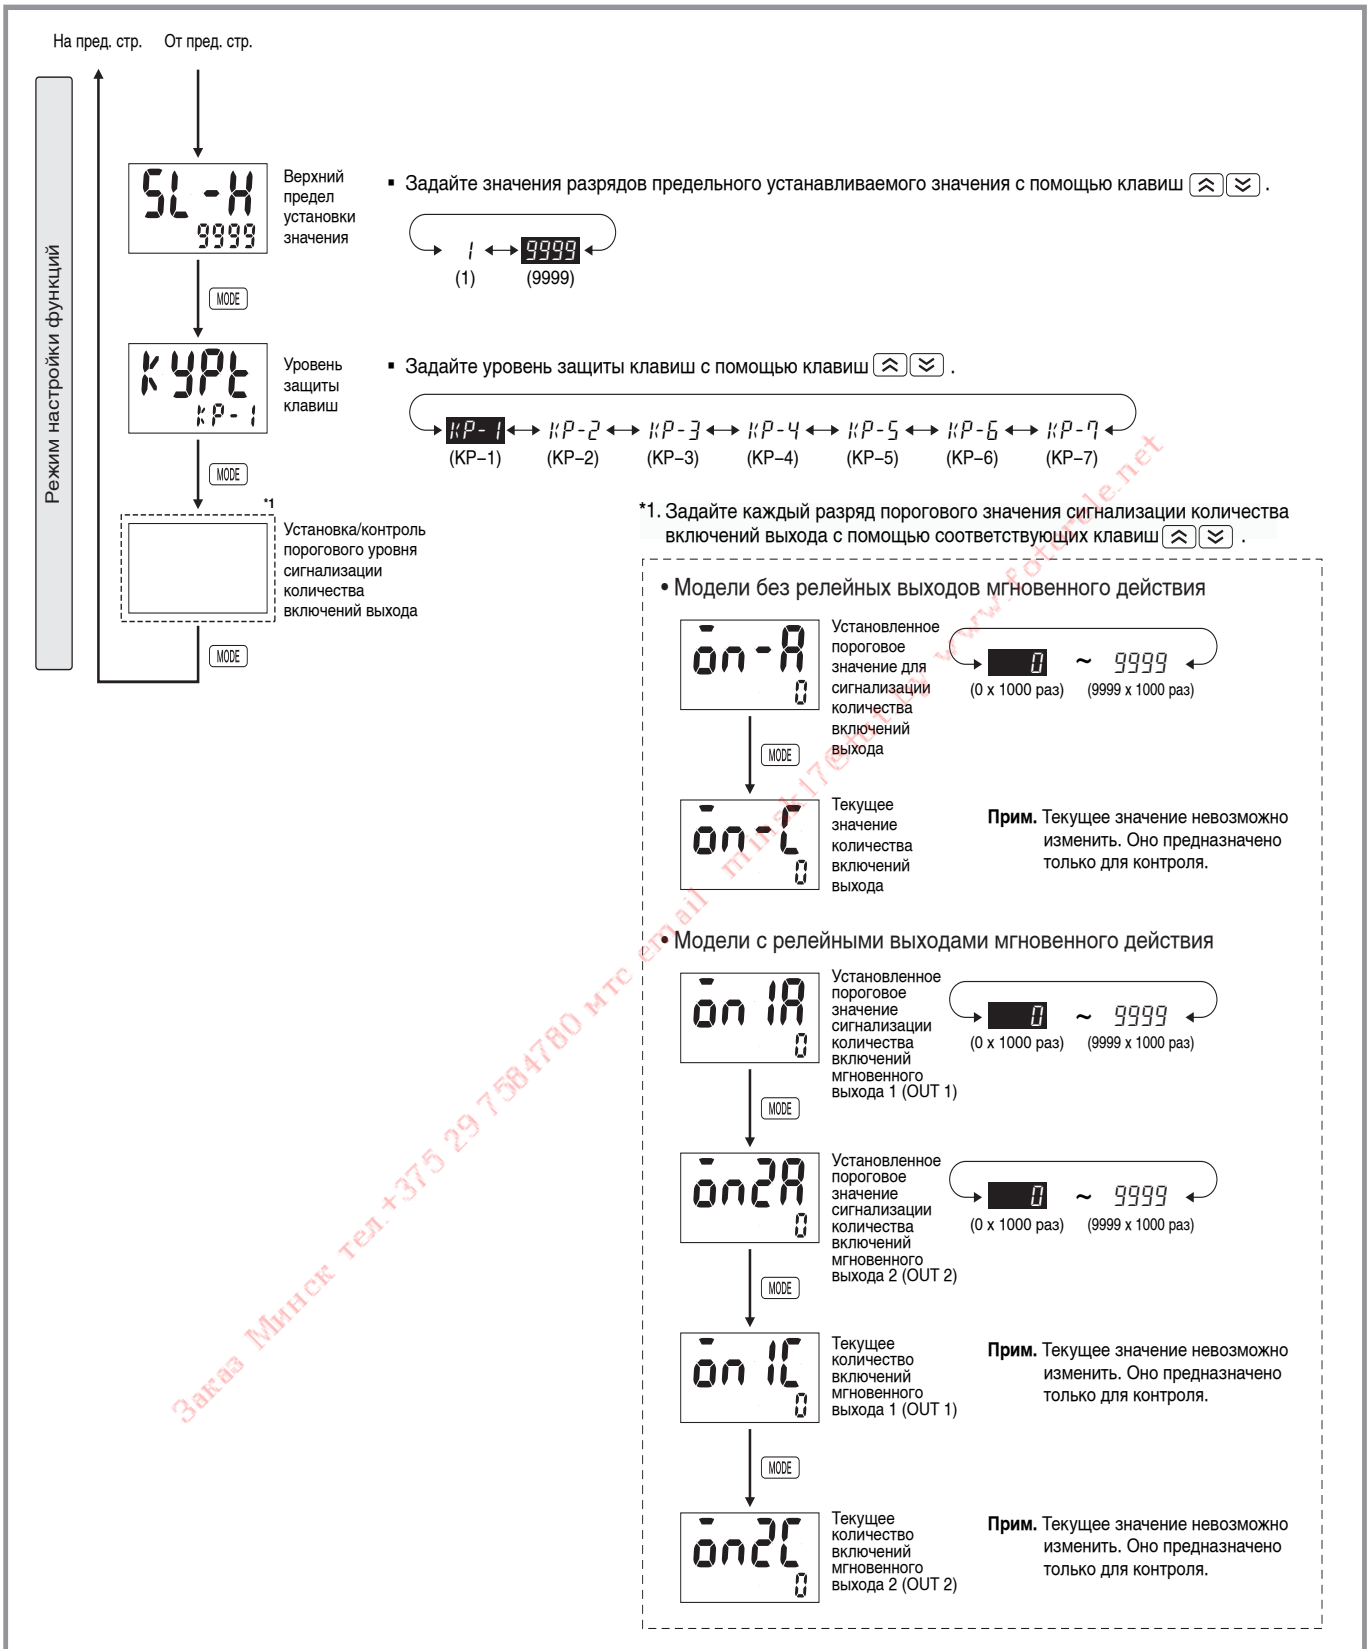 На пред. стр. От пред. стр.
Режим настройки функций
SL-H
9999
Верхний
предел
установки
значения
▪ Задайте значения разрядов предельного устанавливаемого значения с помощью клавиш .
1 9999
(1) (9999)
MODE
KYPt
KP-1
Уровень
защиты
клавиш
▪ Задайте уровень защиты клавиш с помощью клавиш .
KP-1 KP-2 KP-3 KP-4 KP-5 KP-6 KP-7
(KP–1) (KP–2) (KP–3) (KP–4) (KP–5) (KP–6) (KP–7)
MODE
*1
Установка/контроль
порогового уровня
сигнализации
количества
включений выхода
MODE
*1. Задайте каждый разряд порогового значения сигнализации количества
включений выхода с помощью соответствующих клавиш .
• Модели без релейных выходов мгновенного действия
on-A
0
Установленное
пороговое
значение для
сигнализации
количества
включений
выхода
0 ~ 9999
(0 x 1000 раз) (9999 x 1000 раз)
MODE
on-C
0
Текущее
значение
количества
включений
выхода
Прим. Текущее значение невозможно
изменить. Оно предназначено
только для контроля.
• Модели с релейными выходами мгновенного действия
on1A
0
Установленное
пороговое
значение
сигнализации
количества
включений
мгновенного
выхода 1 (OUT 1)
0 ~ 9999
(0 x 1000 раз) (9999 x 1000 раз)
MODE
on2A
0
Установленное
пороговое
значение
сигнализации
количества
включений
мгновенного
выхода 2 (OUT 2)
0 ~ 9999
(0 x 1000 раз) (9999 x 1000 раз)
MODE
on1C
0
Текущее
количество
включений
мгновенного
выхода 1 (OUT 1)
Прим. Текущее значение невозможно
изменить. Оно предназначено
только для контроля.
MODE
on2C
0
Текущее
количество
включений
мгновенного
выхода 2 (OUT 2)
Прим. Текущее значение невозможно
изменить. Оно предназначено
только для контроля.
Заказ Минск тел.+375 29 7584780 мтс email minsk17@tut.by www.fotorele.net